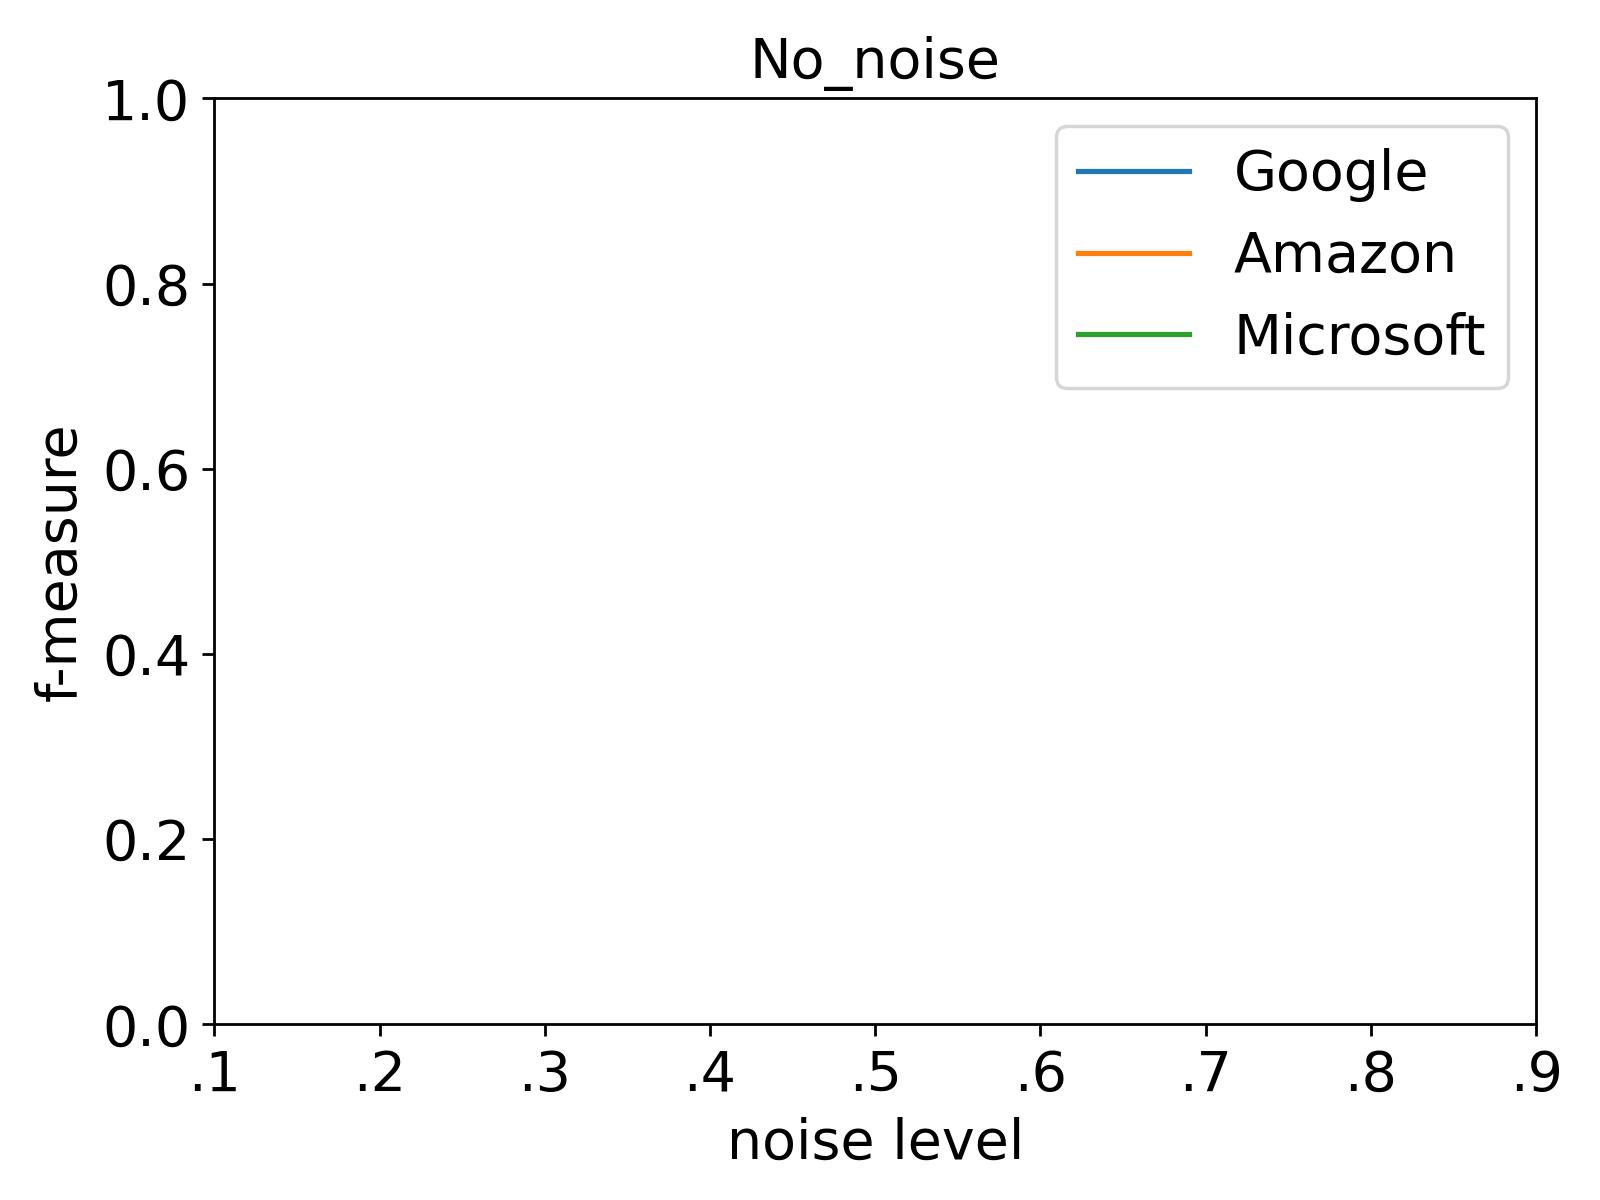 No_noise
1.0
0.8
0.6
0.4
0.2
0.0
f-measure
Google
Amazon
Microsoft
.1 .2 .3 .4 .5 .6 .7 .8 .9
noise level